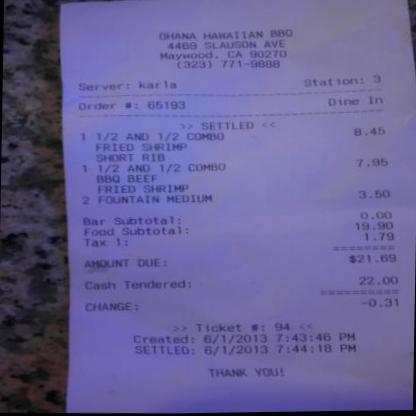 OHANA HAWAIIAN BBQ
4469 SLAUSON AVE
Maywood, CA 90270
(323) 771-9888
Server: karla Station: 3
Order #: 65193 Dine In
>> SETTLED <<
1 1/2 AND 1/2 COMBO 8.45
FRIED SHRIMP
SHORT RIB
1 1/2 AND 1/2 COMBO 7.95
BBQ BEEF
FRIED SHRIMP
2 FOUNTAIN MEDIUM 3.50
Bar Subtotal: 0.00
Food Subtotal: 19.90
Tax 1: 1.79
========
AMOUNT DUE: $21.69
Cash Tendered: 22.00
==========
CHANGE: -0.31
>> Ticket #: 94 <<
Created: 6/1/2013 7:43:46 PM
SETTLED: 6/1/2013 7:44:18 PM
THANK YOU!